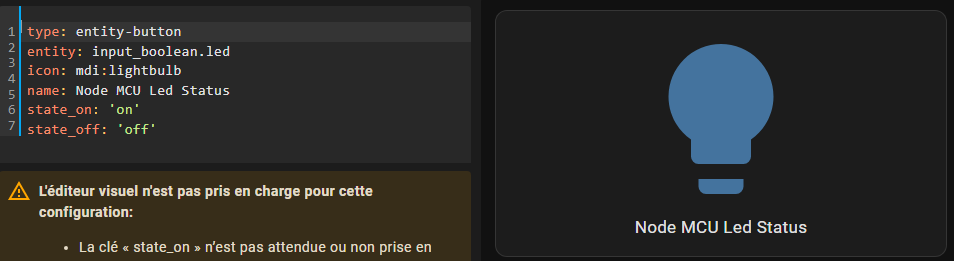 1 type: entity-button
2 entity: input_boolean.led
3 icon: mdi:lightbulb
4 name: Node MCU Led Status
5 state_on: 'on'
6 state_off: 'off'
7
L'éditeur visuel n'est pas pris en charge pour cette
configuration:
• La clé « state_on » n'est pas attendue ou non prise en
Node MCU Led Status